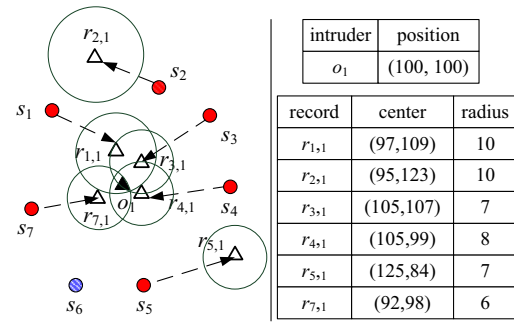 r2,1
s2
s1
s3
r1,1
r3,1
o1
r4,1
s4
r7,1
s7
r5,1
s6
s5
intruder position
o1 (100, 100)
record center radius
r1,1 (97,109) 10
r2,1 (95,123) 10
r3,1 (105,107) 7
r4,1 (105,99) 8
r5,1 (125,84) 7
r7,1 (92,98) 6